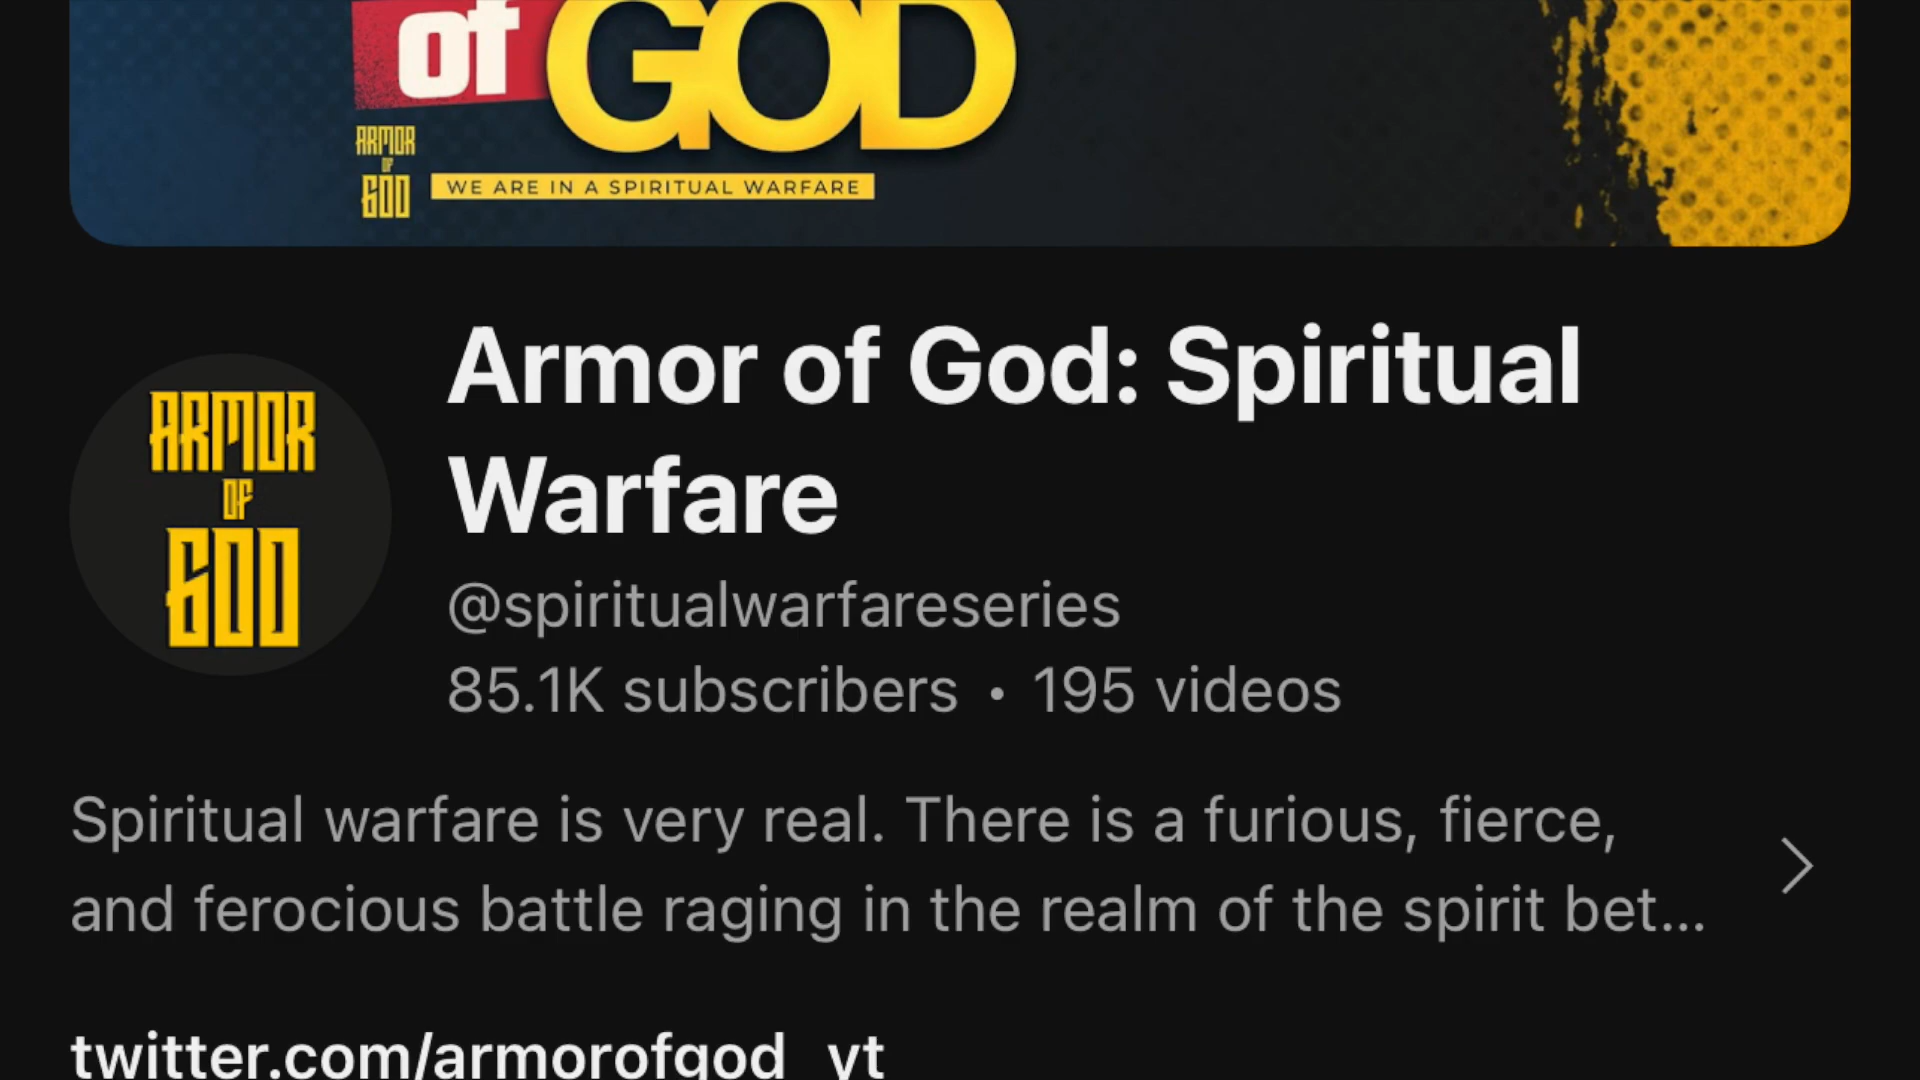 of GOD
ARMOR
OF
GOD
WE ARE IN A SPIRITUAL WARFARE
ARMOR
OF
GOD
Armor of God: Spiritual
Warfare
@spiritualwarfareseries
85.1K subscribers • 195 videos
Spiritual warfare is very real. There is a furious, fierce,
and ferocious battle raging in the realm of the spirit bet...
twitter.com/armorofgod_yt